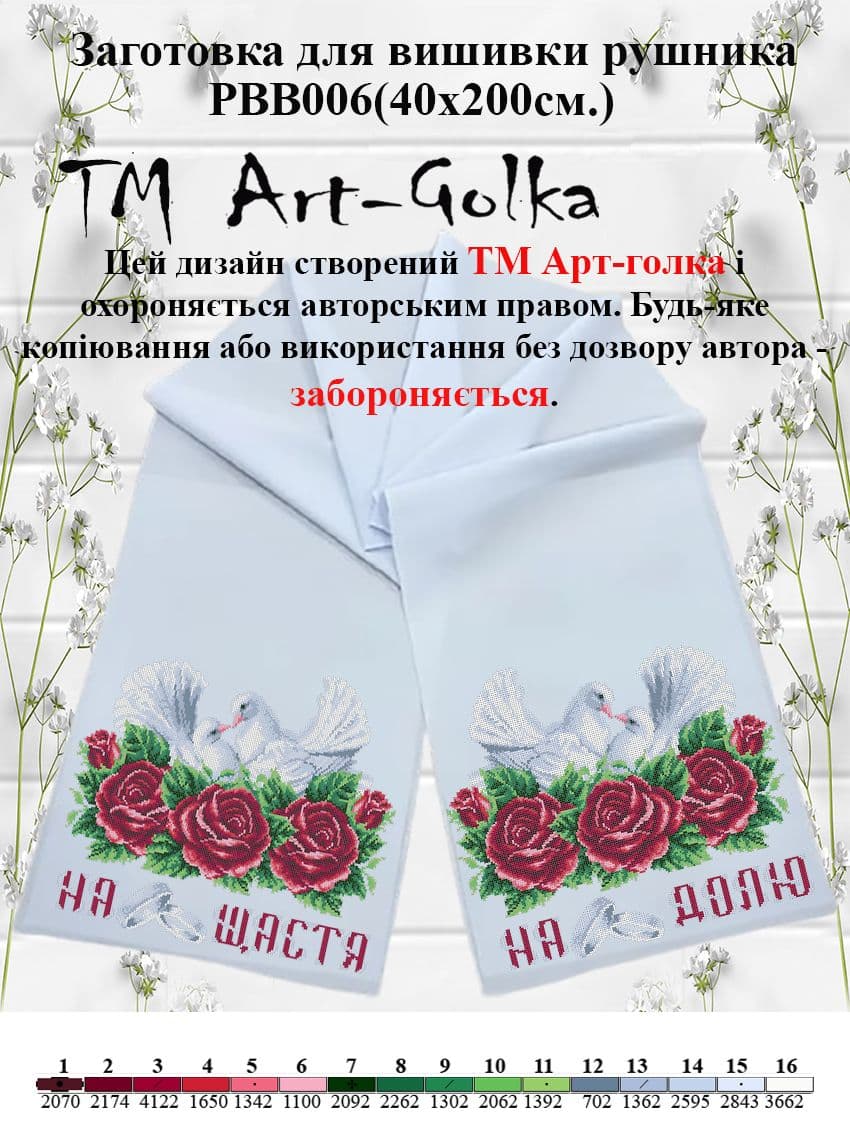 Заготовка для вишивки рушника
РВВ006(40х200см.)
TM Art-Golka
Цей дизайн створений ТМ Арт-голка і
охороняється авторським правом. Будь-яке
копіювання або використання без дозвору автора -
забороняється.
НА ЩАСТЯ
НА ДОЛЮ
1 2 3 4 5 6 7 8 9 10 11 12 13 14 15 16
2070 2174 4122 1650 1342 1100 2092 2262 1302 2062 1392 702 1362 2595 2843 3662